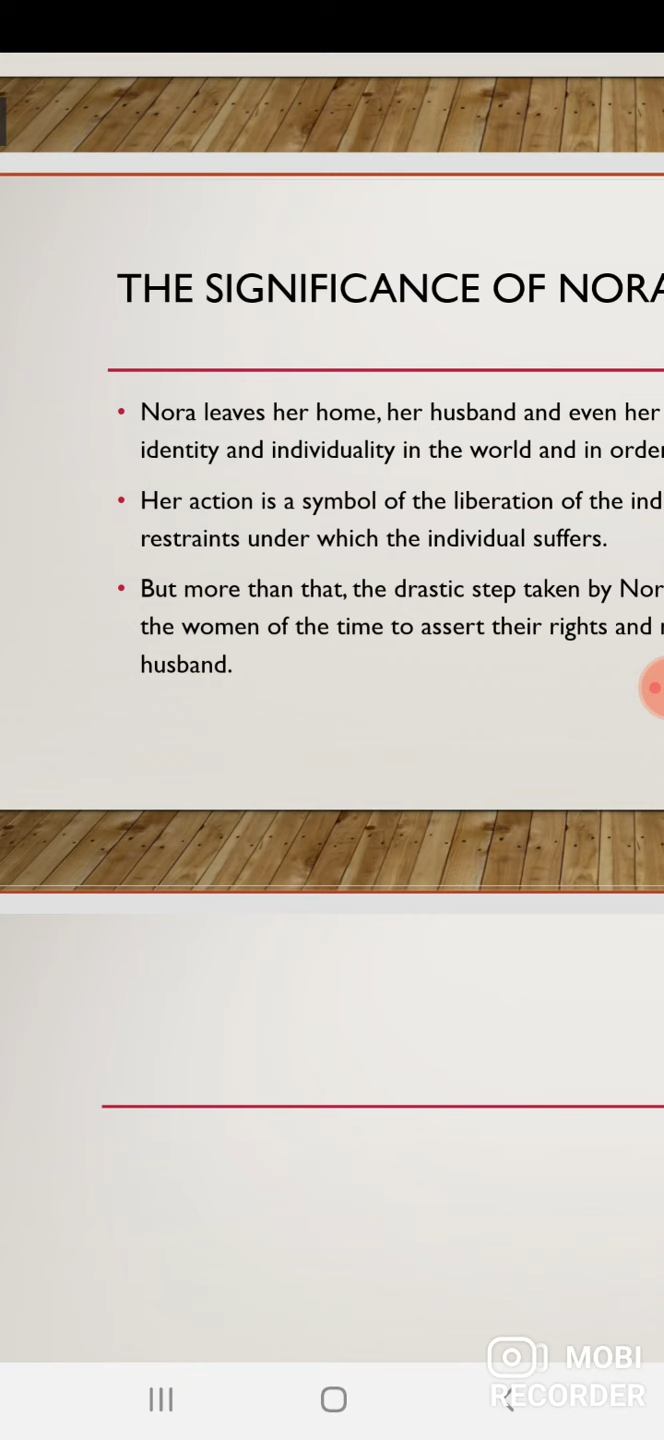 THE SIGNIFICANCE OF NORA
• Nora leaves her home, her husband and even her
identity and individuality in the world and in order
• Her action is a symbol of the liberation of the ind
restraints under which the individual suffers.
• But more than that, the drastic step taken by Nor
the women of the time to assert their rights and
husband.
MOBI
RECORDER